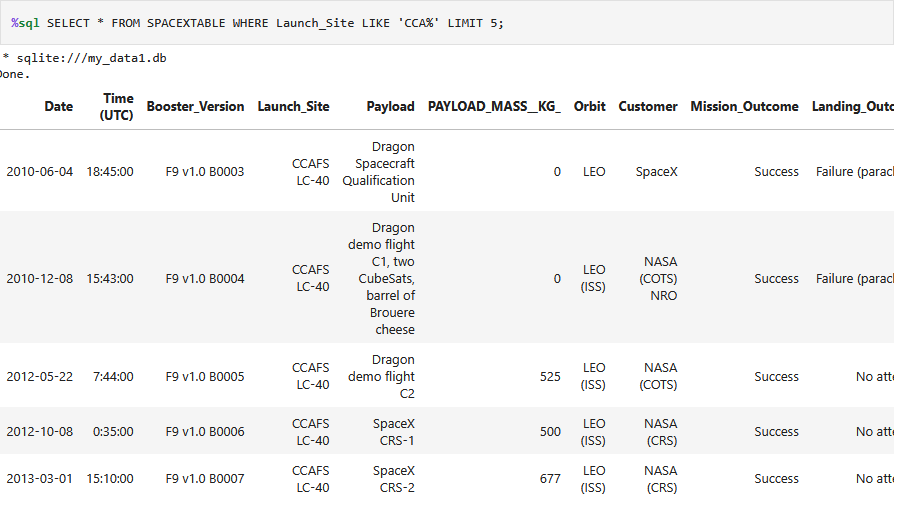 %sql SELECT * FROM SPACEXTABLE WHERE Launch_Site LIKE 'CCA%' LIMIT 5;
* sqlite:///my_data1.db
Done.
Date Time (UTC) Booster_Version Launch_Site Payload PAYLOAD_MASS__KG_ Orbit Customer Mission_Outcome Landing_Outc
2010-06-04 18:45:00 F9 v1.0 B0003 CCAFS LC-40 Dragon Spacecraft Qualification Unit 0 LEO SpaceX Success Failure (parac
2010-12-08 15:43:00 F9 v1.0 B0004 CCAFS LC-40 Dragon demo flight C1, two CubeSats, barrel of Brouere cheese 0 LEO (ISS) NASA (COTS) NRO Success Failure (parac
2012-05-22 7:44:00 F9 v1.0 B0005 CCAFS LC-40 Dragon demo flight C2 525 LEO (ISS) NASA (COTS) Success No atte
2012-10-08 0:35:00 F9 v1.0 B0006 CCAFS LC-40 SpaceX CRS-1 500 LEO (ISS) NASA (CRS) Success No atte
2013-03-01 15:10:00 F9 v1.0 B0007 CCAFS LC-40 SpaceX CRS-2 677 LEO (ISS) NASA (CRS) Success No atte